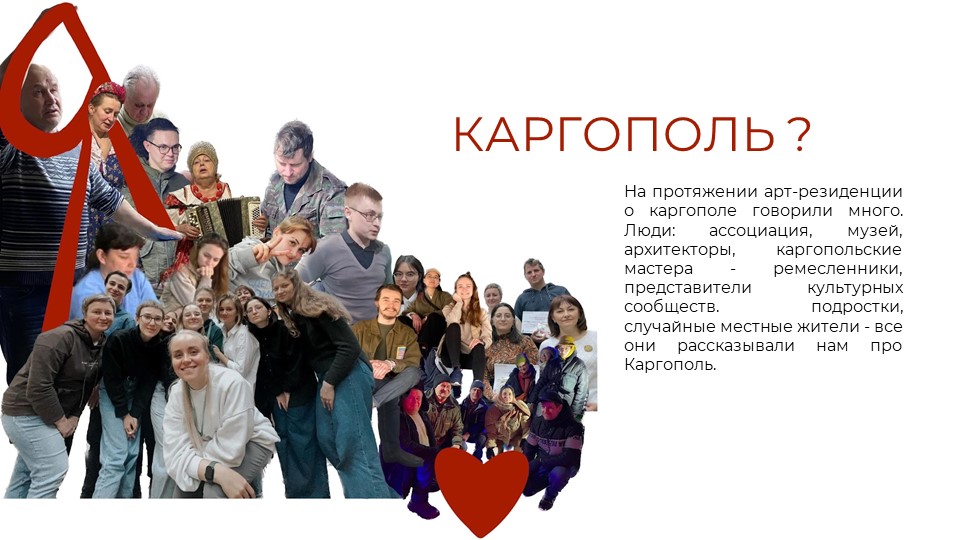 КАРГОПОЛЬ ?
На протяжении арт-резиденции
о каргополе говорили много.
Люди: ассоциация, музей,
архитекторы, каргопольские
мастера - ремесленники,
представители культурных
сообществ. подростки,
случайные местные жители - все
они рассказывали нам про
Каргополь.